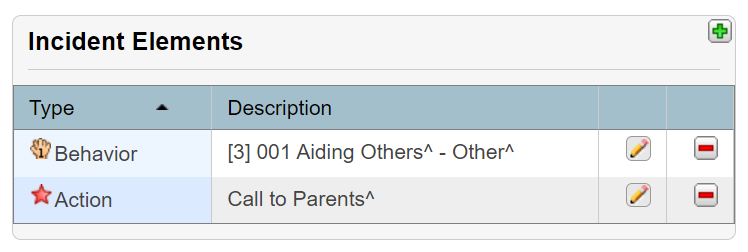 Incident Elements
Type Description
Behavior [3] 001 Aiding Others^ - Other^
Action Call to Parents^